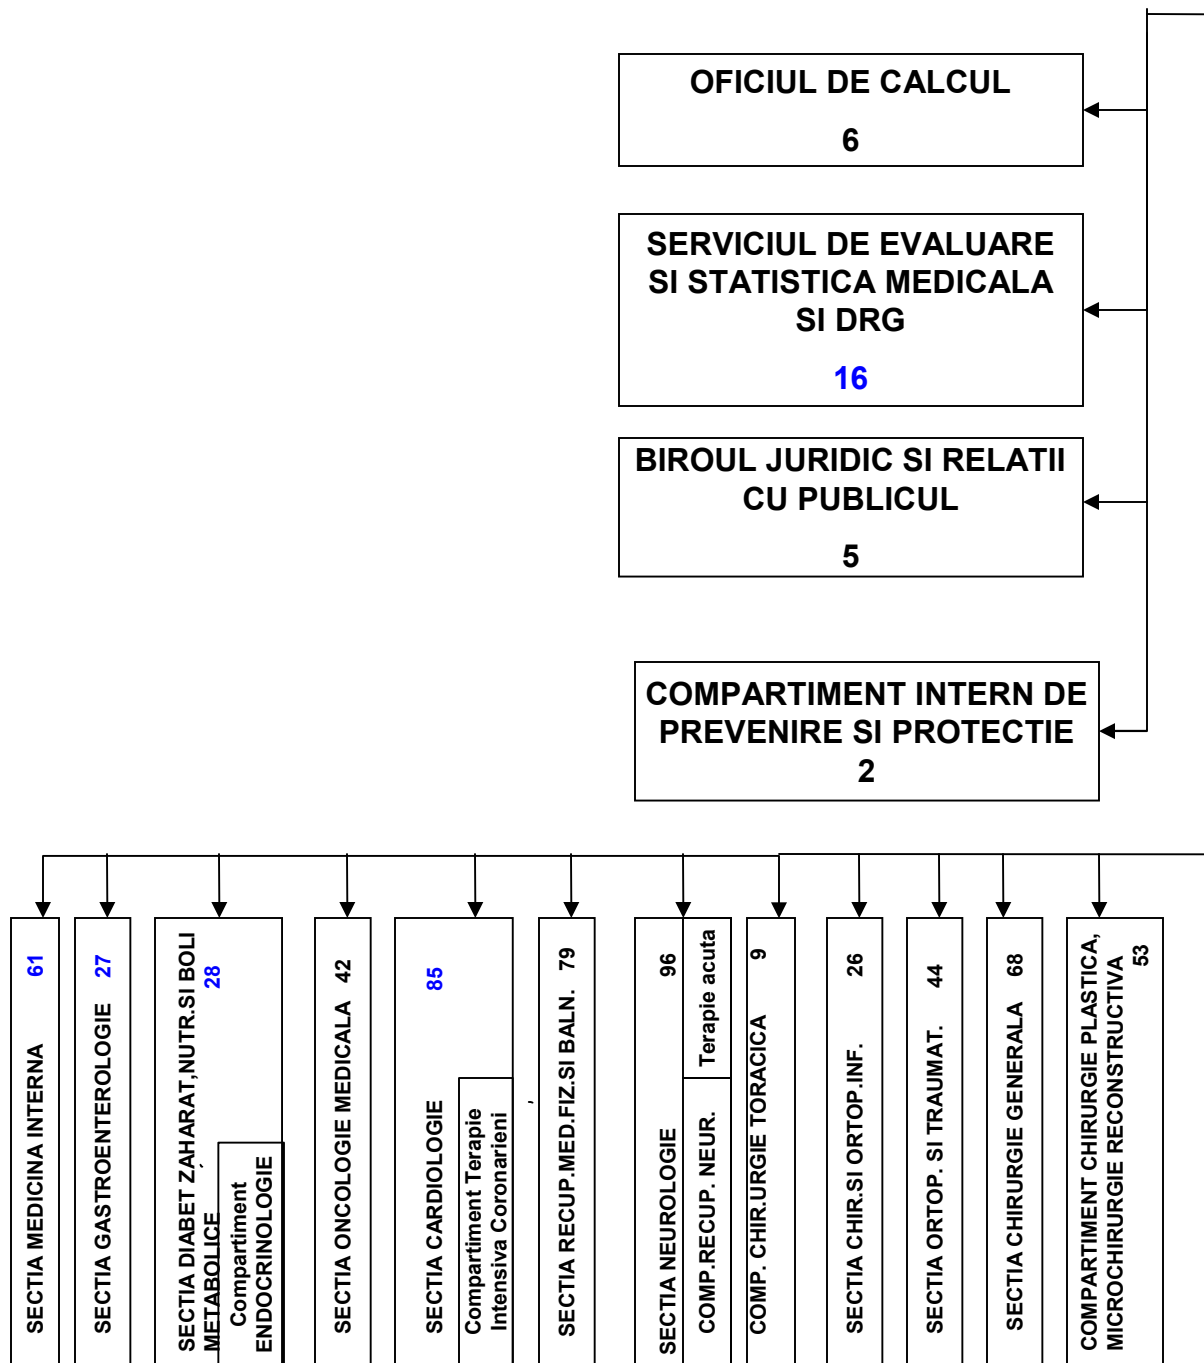 OFICIUL DE CALCUL
6
SERVICIUL DE EVALUARE
SI STATISTICA MEDICALA
SI DRG
16
BIROUL JURIDIC SI RELATII
CU PUBLICUL
5
COMPARTIMENT INTERN DE
PREVENIRE SI PROTECTIE
2
SECTIA MEDICINA INTERNA 61
SECTIA GASTROENTEROLOGIE 27
SECTIA DIABET ZAHARAT,NUTR.SI BOLI
METABOLICE 28
Compartiment
ENDOCRINOLOGIE
SECTIA ONCOLOGIE MEDICALA 42
SECTIA CARDIOLOGIE 85
Compartiment Terapie
Intensiva Coronarieni
SECTIA RECUP.MED.FIZ.SI BALN. 79
SECTIA NEUROLOGIE 96
COMP.RECUP. NEUR.
Terapie acuta
COMP. CHIR.URGIE TORACICA 9
SECTIA CHIR.SI ORTOP.INF. 26
SECTIA ORTOP. SI TRAUMAT. 44
SECTIA CHIRURGIE GENERALA 68
COMPARTIMENT CHIRURGIE PLASTICA,
MICROCHIRURGIE RECONSTRUCTIVA
53